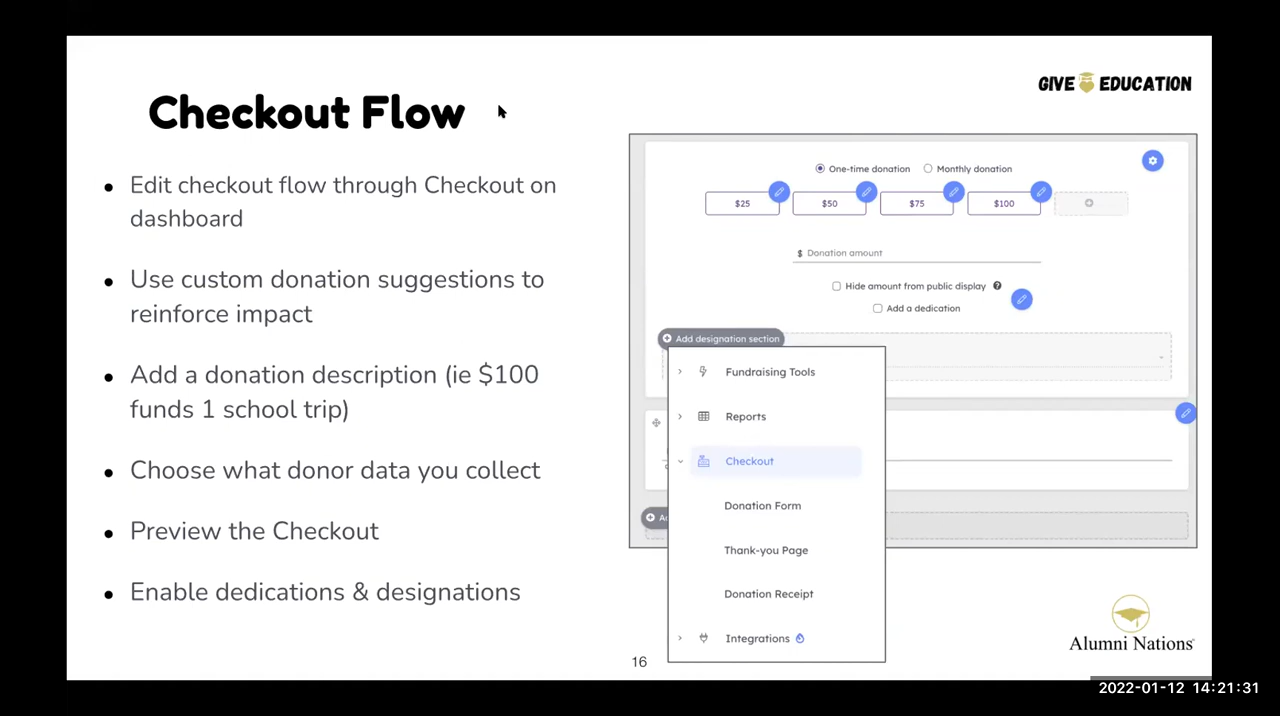 Checkout Flow
GIVE EDUCATION
• Edit checkout flow through Checkout on
dashboard
• Use custom donation suggestions to
reinforce impact
• Add a donation description (ie $100
funds 1 school trip)
• Choose what donor data you collect
• Preview the Checkout
• Enable dedications & designations
One-time donation Monthly donation
$25 $50 $75 $100
$ Donation amount
Hide amount from public display ?
Add a dedication
Add designation section
Fundraising Tools
Reports
Checkout
Donation Form
Thank-you Page
Donation Receipt
Integrations
Alumni Nations
16
2022-01-12 14:21:31